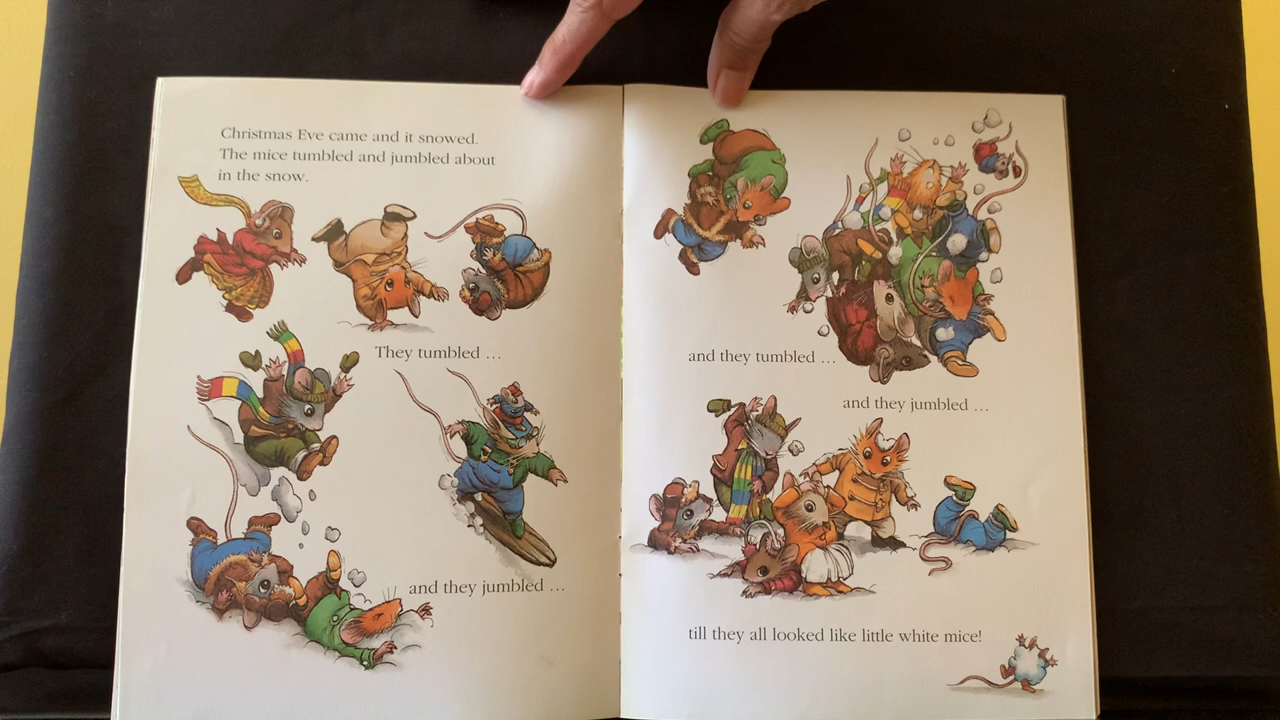 Christmas Eve came and it snowed.
The mice tumbled and jumbled about
in the snow.
They tumbled …
and they jumbled …
and they tumbled …
and they jumbled …
till they all looked like little white mice!